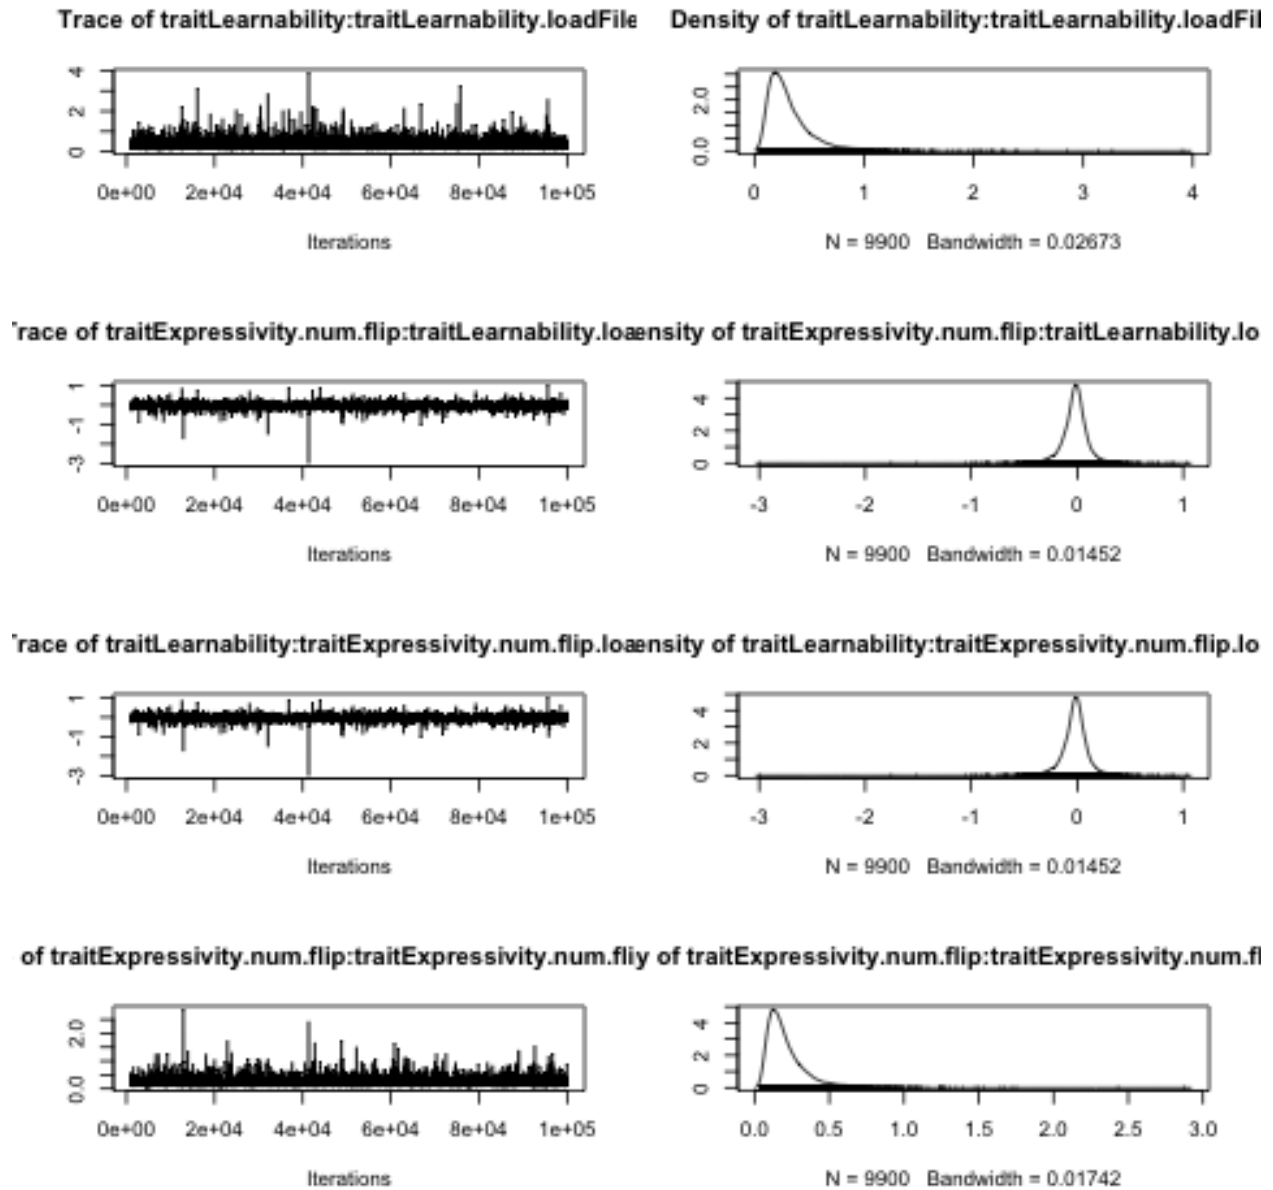 Trace of traitLearnability:traitLearnability.loadFile
Density of traitLearnability:traitLearnability.loadFil
4
2
0
0e+00 2e+04 4e+04 6e+04 8e+04 1e+05
Iterations
2.0
0.0
0 1 2 3 4
N = 9900 Bandwidth = 0.02673
race of traitExpressivity.num.flip:traitLearnability.loa
ensity of traitExpressivity.num.flip:traitLearnability.lo
1
-1
-3
0e+00 2e+04 4e+04 6e+04 8e+04 1e+05
Iterations
4
2
0
-3 -2 -1 0 1
N = 9900 Bandwidth = 0.01452
race of traitLearnability:traitExpressivity.num.flip.loa
ensity of traitLearnability:traitExpressivity.num.flip.lo
1
-1
-3
0e+00 2e+04 4e+04 6e+04 8e+04 1e+05
Iterations
4
2
0
-3 -2 -1 0 1
N = 9900 Bandwidth = 0.01452
of traitExpressivity.num.flip:traitExpressivity.num.fli
y of traitExpressivity.num.flip:traitExpressivity.num.fl
2.0
0.0
0e+00 2e+04 4e+04 6e+04 8e+04 1e+05
Iterations
4
2
0
0.0 0.5 1.0 1.5 2.0 2.5 3.0
N = 9900 Bandwidth = 0.01742